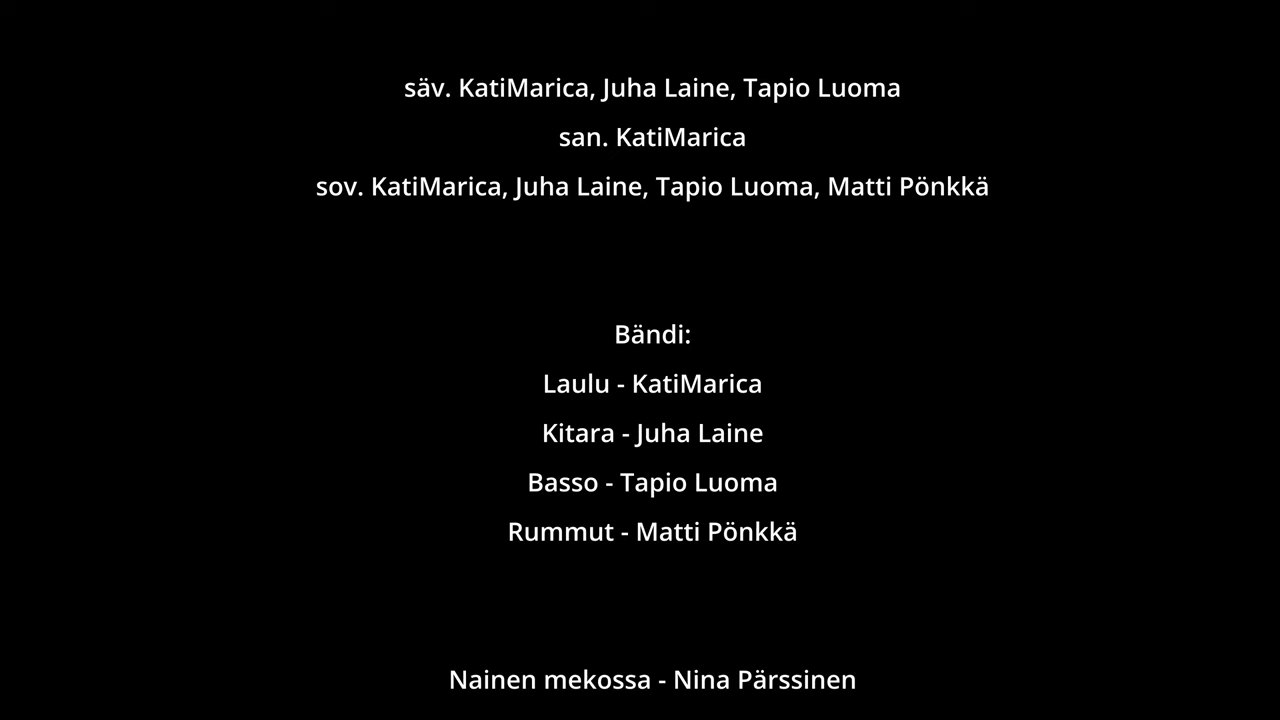 säv. KatiMarica, Juha Laine, Tapio Luoma
san. KatiMarica
sov. KatiMarica, Juha Laine, Tapio Luoma, Matti Pönkkä
Bändi:
Laulu - KatiMarica
Kitara - Juha Laine
Basso - Tapio Luoma
Rummut - Matti Pönkkä
Nainen mekossa - Nina Pärssinen